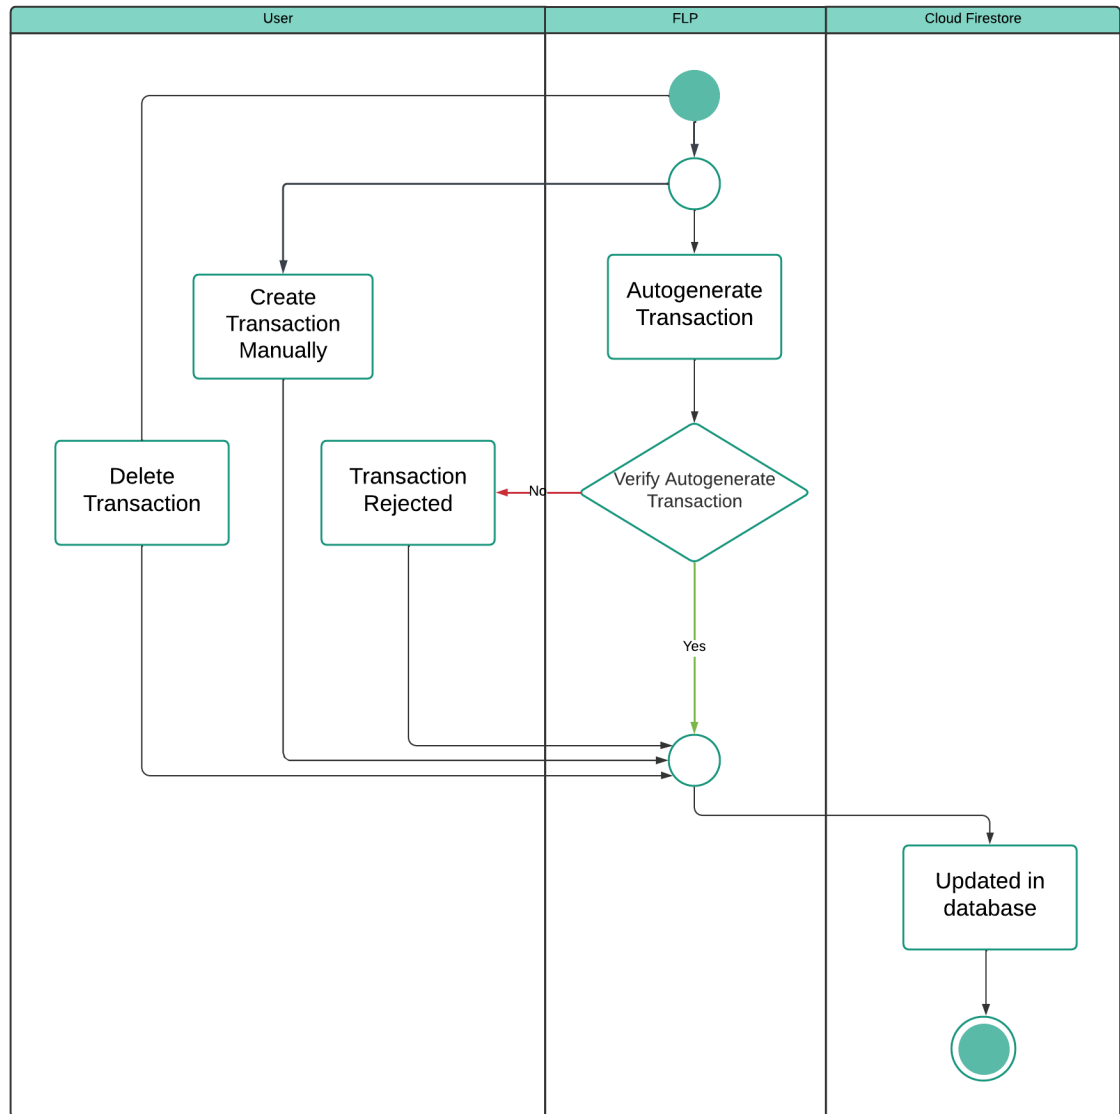 User
FLP
Cloud Firestore
Autogenerate
Transaction
Create
Transaction
Manually
Delete
Transaction
Transaction
Rejected
No
Verify Autogenerate
Transaction
Yes
Updated in
database